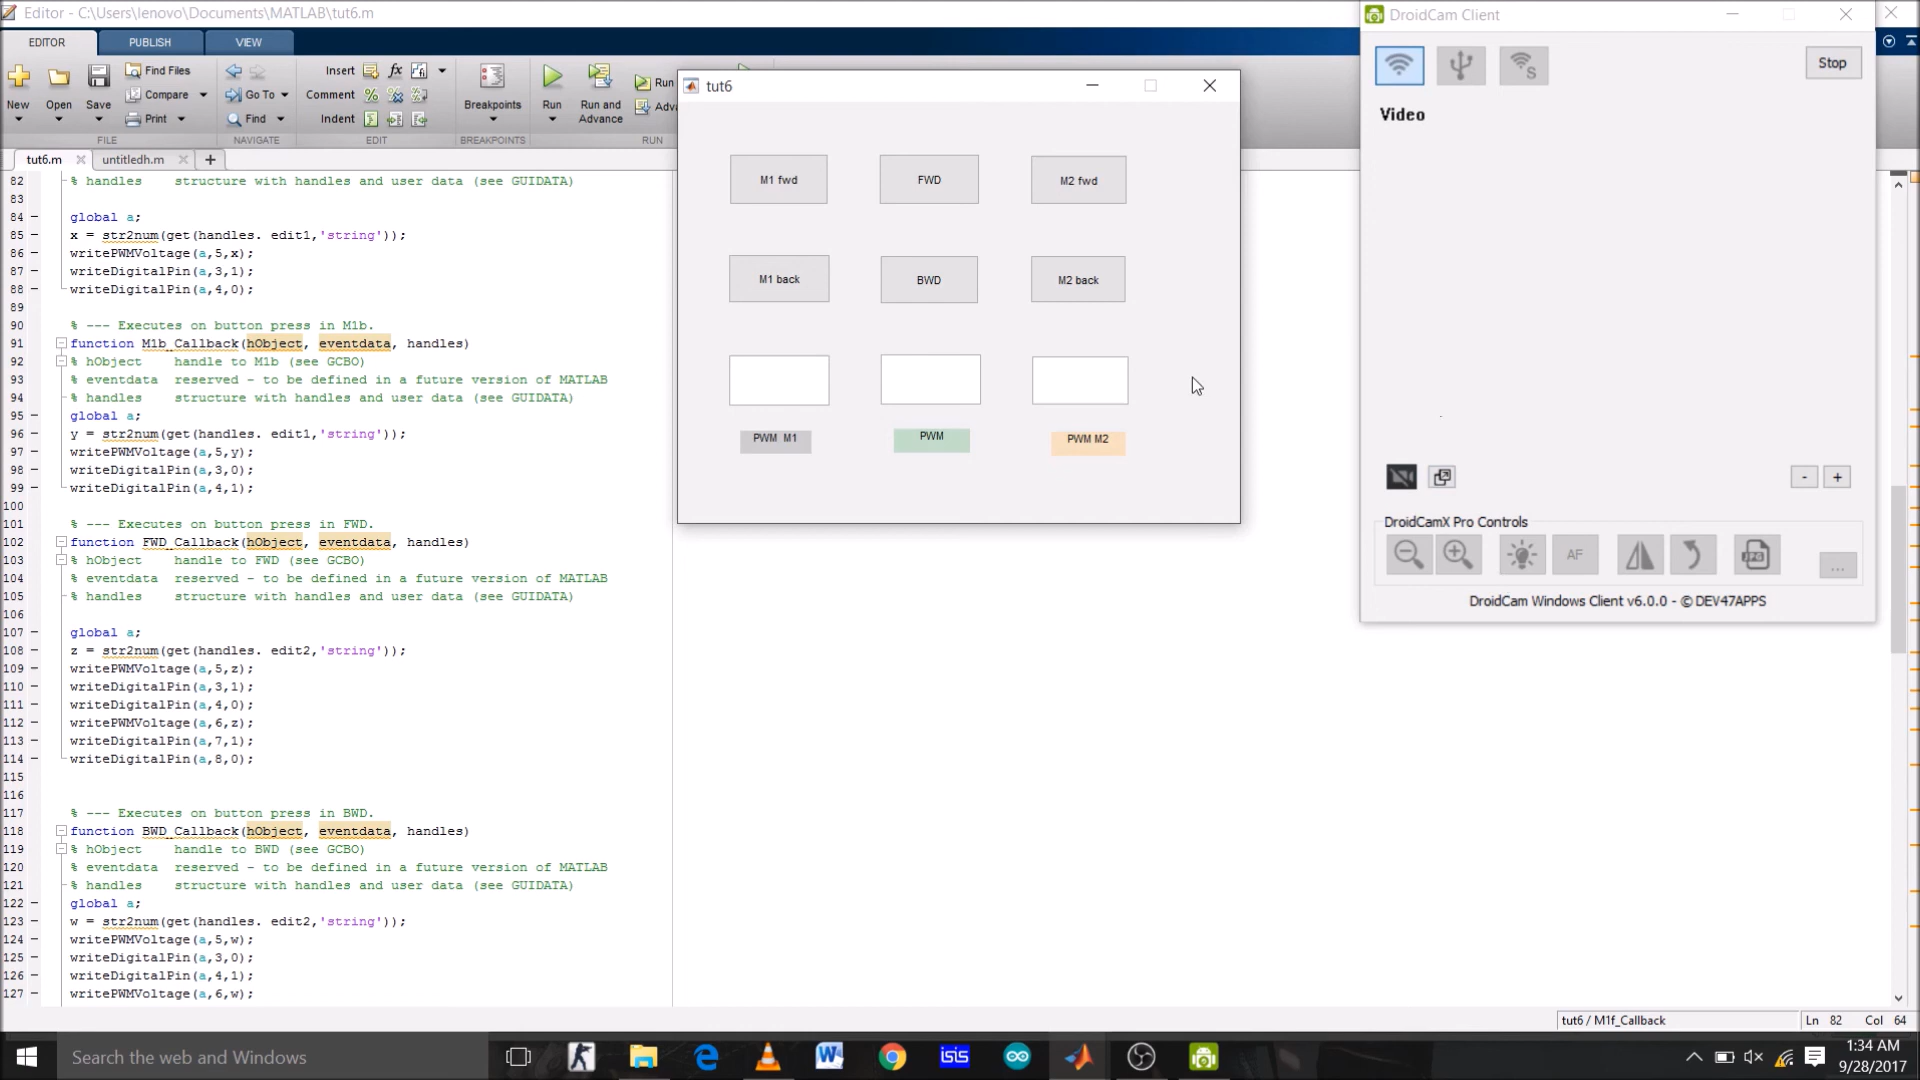 Editor - C:\Users\lenovo\Documents\MATLAB\tut6.m
EDITOR PUBLISH VIEW
New Open Save Find Files Compare Print
Go To Find
Insert fx
Comment
Indent
Breakpoints Run Run and Advance Run
FILE NAVIGATE EDIT BREAKPOINTS RUN
tut6.m untitledh.m
82 % handles    structure with handles and user data (see GUIDATA)
83
84 - global a;
85 - x = str2num(get(handles. edit1,'string'));
86 - writePWMVoltage(a,5,x);
87 - writeDigitalPin(a,3,1);
88 - writeDigitalPin(a,4,0);
89
90 % --- Executes on button press in M1b.
91 function M1b_Callback(hObject, eventdata, handles)
92 % hObject    handle to M1b (see GCBO)
93 % eventdata  reserved - to be defined in a future version of MATLAB
94 % handles    structure with handles and user data (see GUIDATA)
95 - global a;
96 - y = str2num(get(handles. edit1,'string'));
97 - writePWMVoltage(a,5,y);
98 - writeDigitalPin(a,3,0);
99 - writeDigitalPin(a,4,1);
100
101 % --- Executes on button press in FWD.
102 function FWD_Callback(hObject, eventdata, handles)
103 % hObject    handle to FWD (see GCBO)
104 % eventdata  reserved - to be defined in a future version of MATLAB
105 % handles    structure with handles and user data (see GUIDATA)
106
107 - global a;
108 - z = str2num(get(handles. edit2,'string'));
109 - writePWMVoltage(a,5,z);
110 - writeDigitalPin(a,3,1);
111 - writeDigitalPin(a,4,0);
112 - writePWMVoltage(a,6,z);
113 - writeDigitalPin(a,7,1);
114 - writeDigitalPin(a,8,0);
115
116
117 % --- Executes on button press in BWD.
118 function BWD_Callback(hObject, eventdata, handles)
119 % hObject    handle to BWD (see GCBO)
120 % eventdata  reserved - to be defined in a future version of MATLAB
121 % handles    structure with handles and user data (see GUIDATA)
122 - global a;
123 - w = str2num(get(handles. edit2,'string'));
124 - writePWMVoltage(a,5,w);
125 - writeDigitalPin(a,3,0);
126 - writeDigitalPin(a,4,1);
127 - writePWMVoltage(a,6,w);
tut6
M1 fwd FWD M2 fwd
M1 back BWD M2 back
PWM M1 PWM PWM M2
DroidCam Client
Stop
Video
- +
DroidCamX Pro Controls
AF JPG ...
DroidCam Windows Client v6.0.0 - © DEV47APPS
tut6 / M1f_Callback Ln 82 Col 64
Search the web and Windows
isis
1:34 AM
9/28/2017